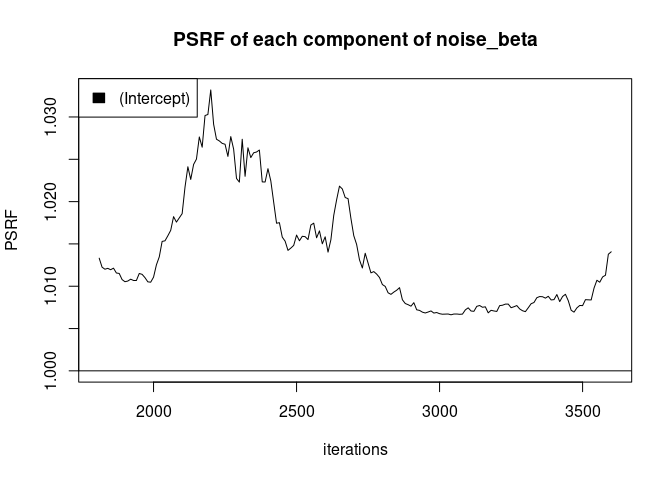 PSRF of each component of noise_beta
(Intercept)
PSRF
1.030
1.020
1.010
1.000
2000 2500 3000 3500
iterations